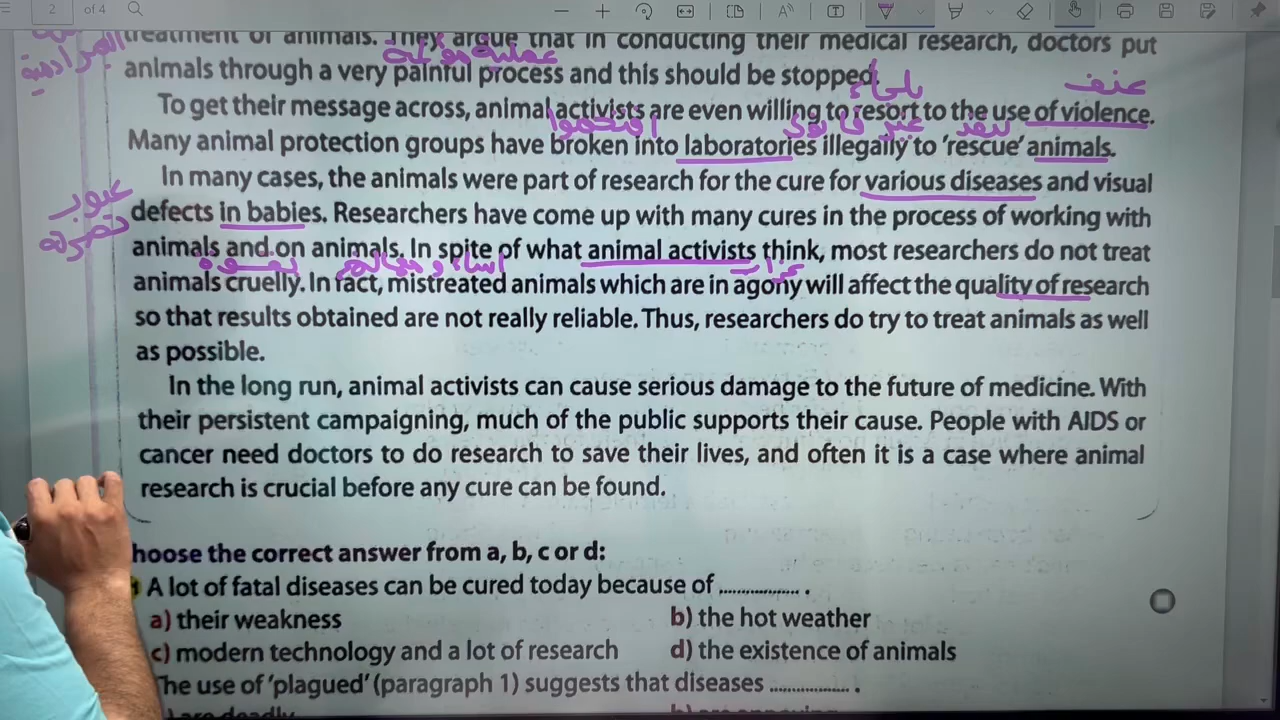 2 of 4
treatment of animals. They argue that in conducting their medical research, doctors put
animals through a very painful process and this should be stopped.
عنف
To get their message across, animal activists are even willing to resort to the use of violence.
Many animal protection groups have broken into laboratories illegally to ‘rescue’ animals.
In many cases, the animals were part of research for the cure for various diseases and visual
defects in babies. Researchers have come up with many cures in the process of working with
animals and on animals. In spite of what animal activists think, most researchers do not treat
animals cruelly. In fact, mistreated animals which are in agony will affect the quality of research
so that results obtained are not really reliable. Thus, researchers do try to treat animals as well
as possible.
In the long run, animal activists can cause serious damage to the future of medicine. With
their persistent campaigning, much of the public supports their cause. People with AIDS or
cancer need doctors to do research to save their lives, and often it is a case where animal
research is crucial before any cure can be found.
hoose the correct answer from a, b, c or d:
1 A lot of fatal diseases can be cured today because of .................. .
a) their weakness b) the hot weather
c) modern technology and a lot of research d) the existence of animals
The use of ‘plagued’ (paragraph 1) suggests that diseases .................. .
are deadly b) are annoying